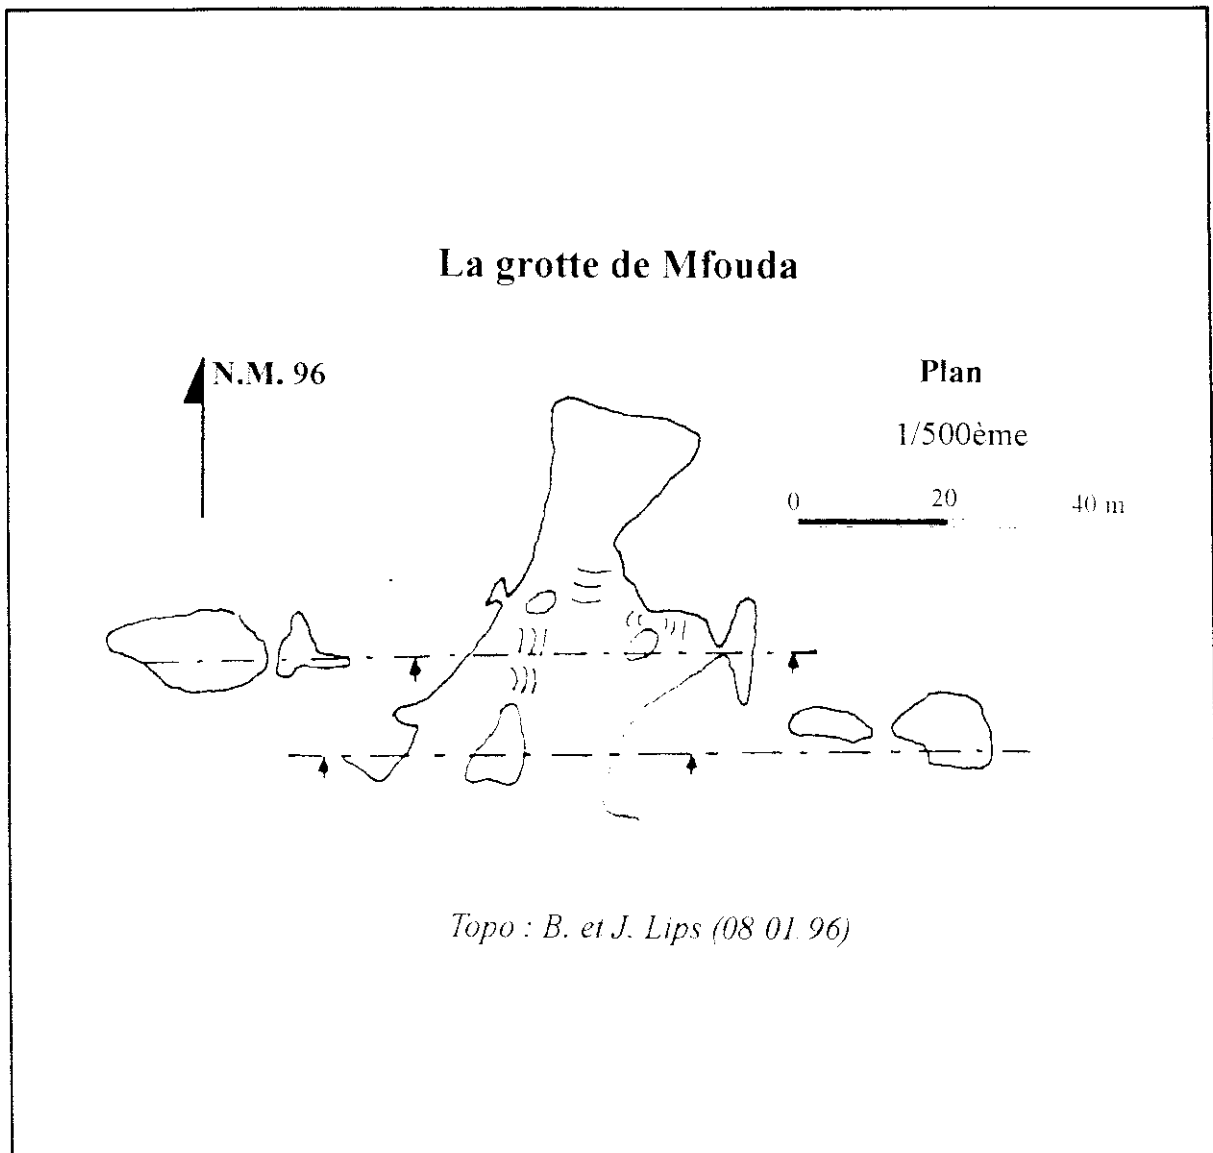 La grotte de Mfouda
N.M. 96
Plan
1/500ème
0 20 40 m
Topo : B. et J. Lips (08 01 96)